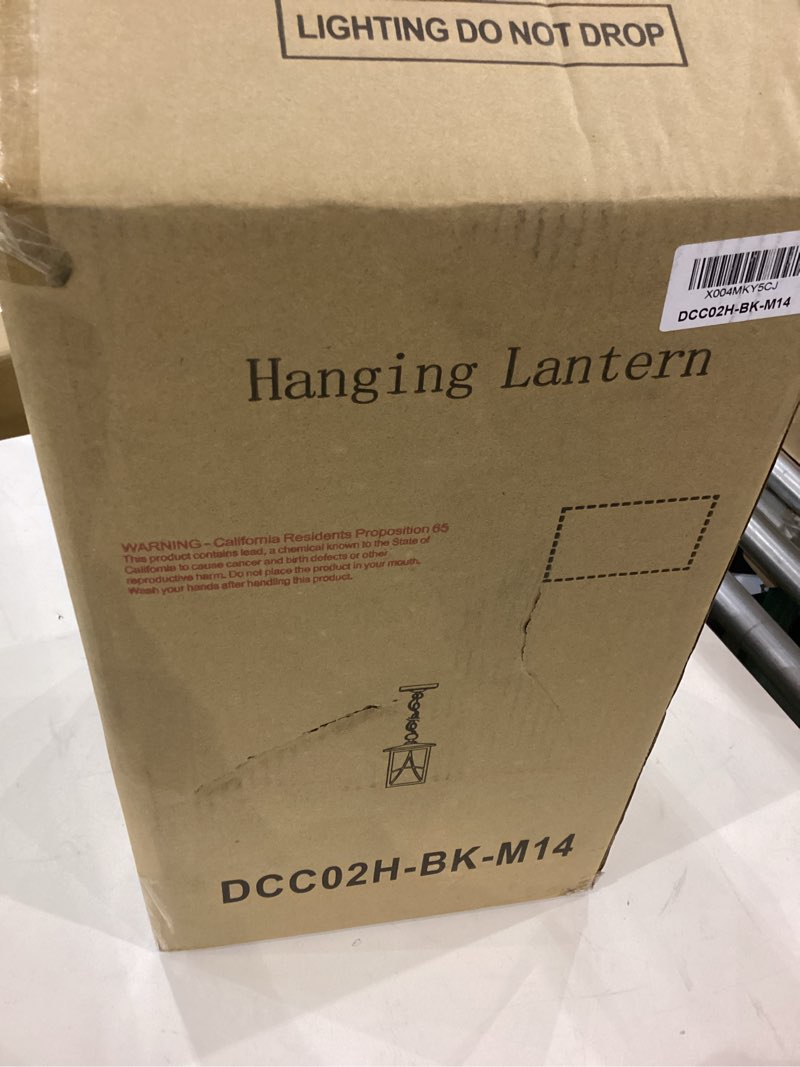 LIGHTING DO NOT DROP
X004MKY5CJ
DCC02H-BK-M14
Hanging Lantern
WARNING - California Residents Proposition 65
This product contains lead, a chemical known to the State of
California to cause cancer and birth defects or other
reproductive harm. Do not place the product in your mouth.
Wash your hands after handling this product.
DCC02H-BK-M14